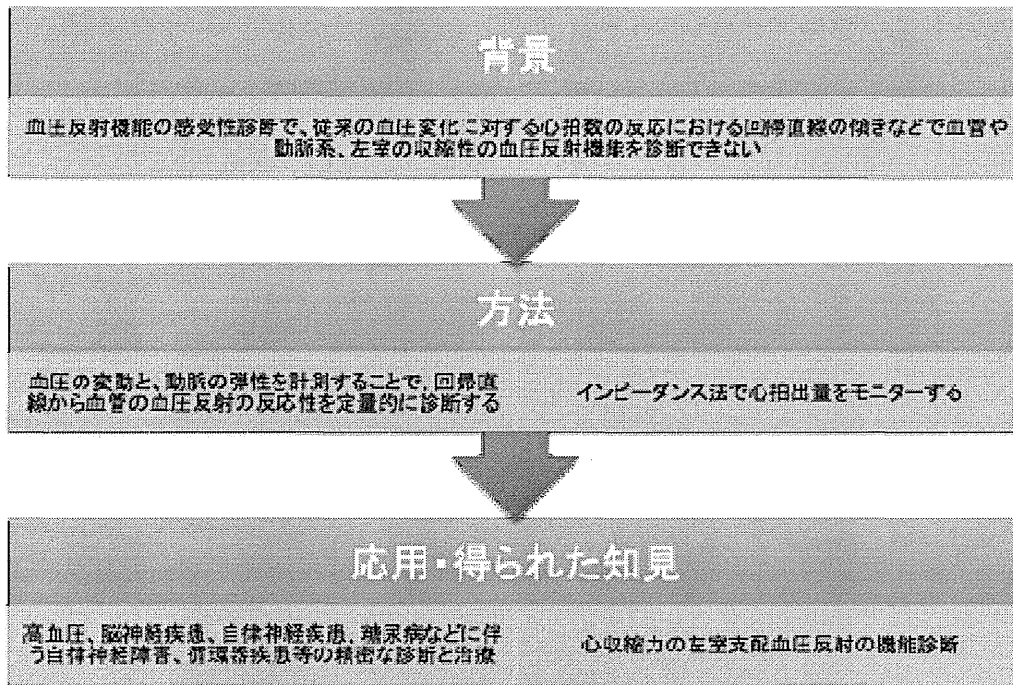 背景
血圧反射機能の感受性診断で、従来の血圧変化に対する心拍数の反応における回帰直線の傾きなどで血管や
動脈系、左室の収縮性の血圧反射機集を診断できない
方法
血圧の変動と、動脈の弾性を計測することで、回帰直
線から血管の血圧反射の反応性を定量的に診断する
インピーダンス法で心拍出量をモニターする
応用・得られた知見
高血圧、脳神経疾患、自律神経疾患、糖尿病などに伴
う自律神経障害、循環器疾患等の精密な診断と治療
心収縮力の左室支配血圧反射の機能診断